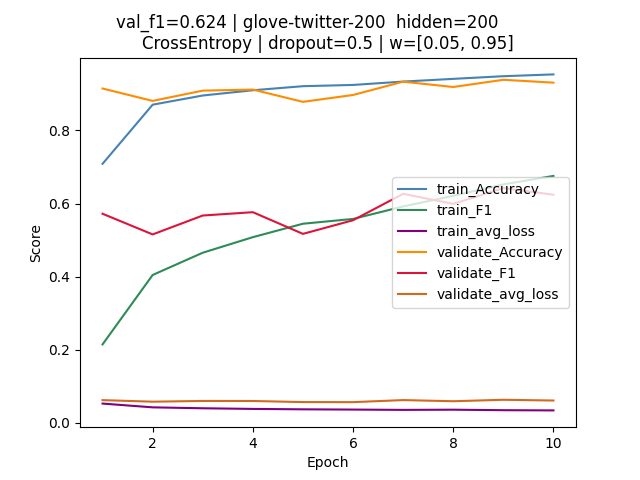 val_f1=0.624 | glove-twitter-200  hidden=200
CrossEntropy | dropout=0.5 | w=[0.05, 0.95]
Score
0.8
0.6
0.4
0.2
0.0
train_Accuracy
train_F1
train_avg_loss
validate_Accuracy
validate_F1
validate_avg_loss
2 4 6 8 10
Epoch